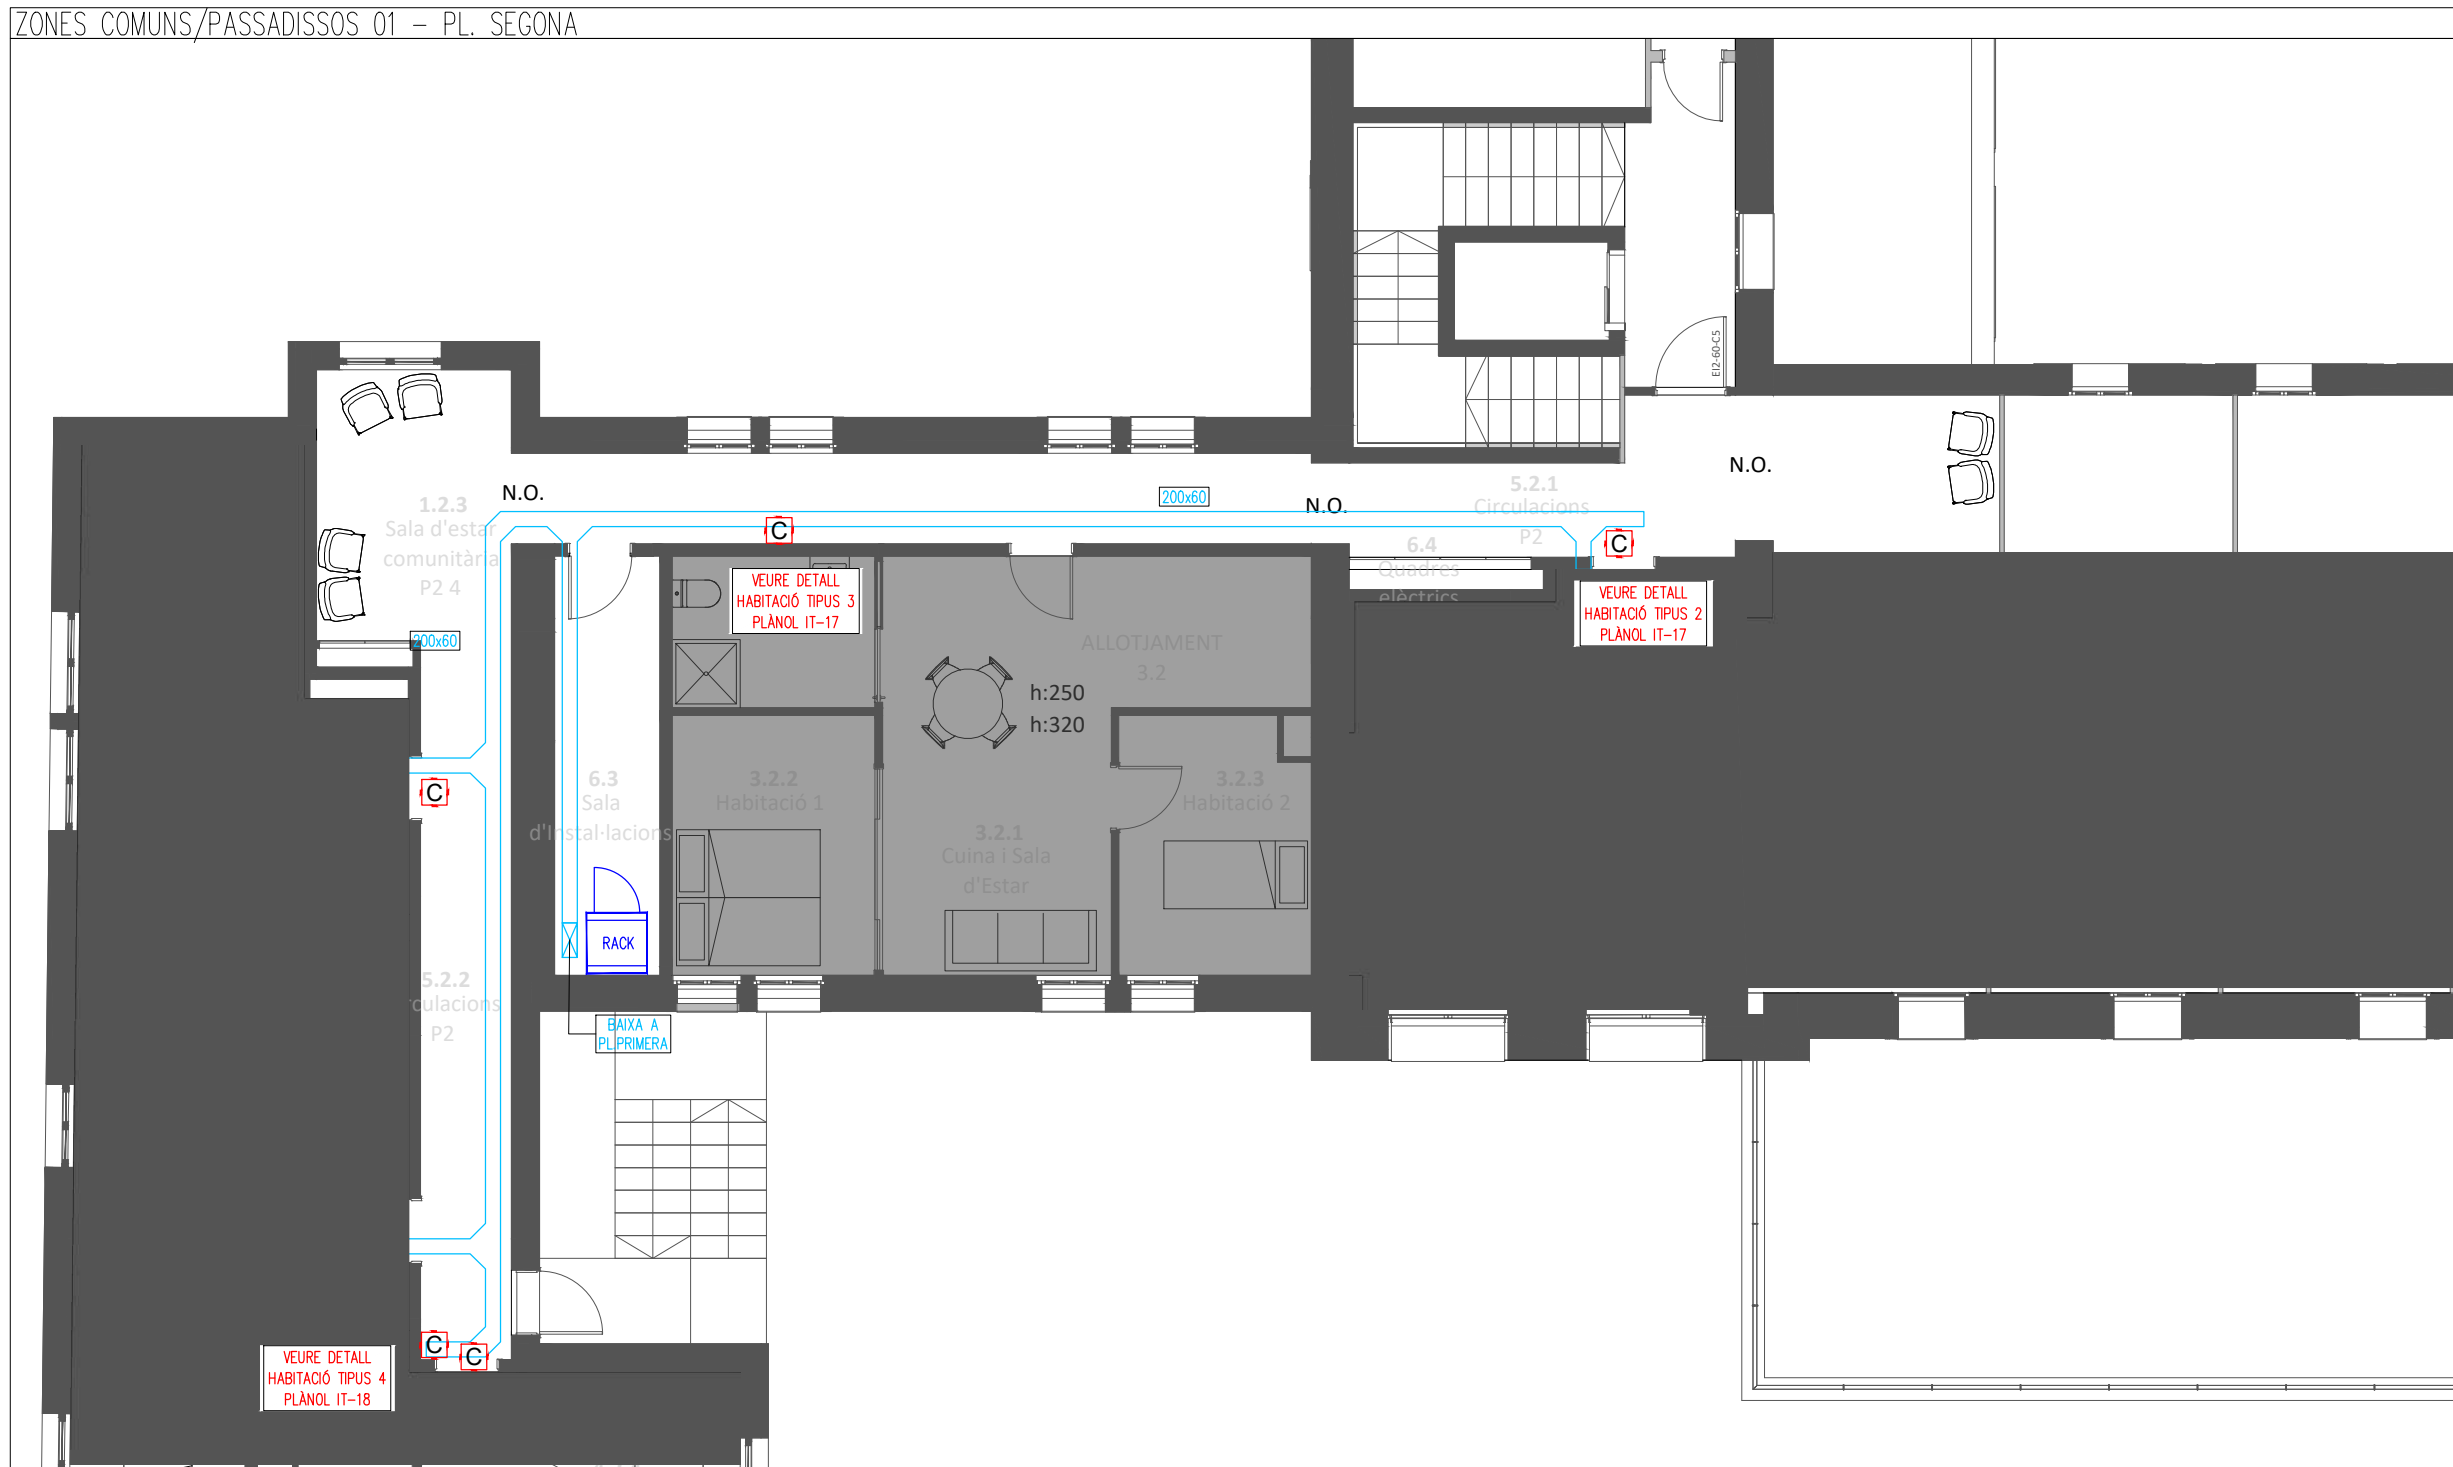 ZONES COMUNS/PASSADISSOS 01 – PL. SEGONA
EI2-60-C5
N.O.
N.O.
N.O.
200x60
1.2.3
Sala d'estar
comunitària
P2 4
5.2.1
Circulacions
P2
6.4
Quadres
elèctrics
C
C
VEURE DETALL
HABITACIÓ TIPUS 3
PLÀNOL IT–17
VEURE DETALL
HABITACIÓ TIPUS 2
PLÀNOL IT–17
200x60
ALLOTJAMENT
3.2
h:250
h:320
C
6.3
Sala
d'Instal·lacions
3.2.2
Habitació 1
3.2.3
Habitació 2
3.2.1
Cuina i Sala
d'Estar
RACK
5.2.2
P2
BAIXA A
PL.PRIMERA
C
C
VEURE DETALL
HABITACIÓ TIPUS 4
PLÀNOL IT–18